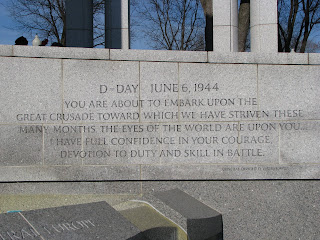 D-DAY JUNE 6, 1944
YOU ARE ABOUT TO EMBARK UPON THE
GREAT CRUSADE TOWARD WHICH WE HAVE STRIVEN THESE
MANY MONTHS. THE EYES OF THE WORLD ARE UPON YOU...
I HAVE FULL CONFIDENCE IN YOUR COURAGE,
DEVOTION TO DUTY AND SKILL IN BATTLE.